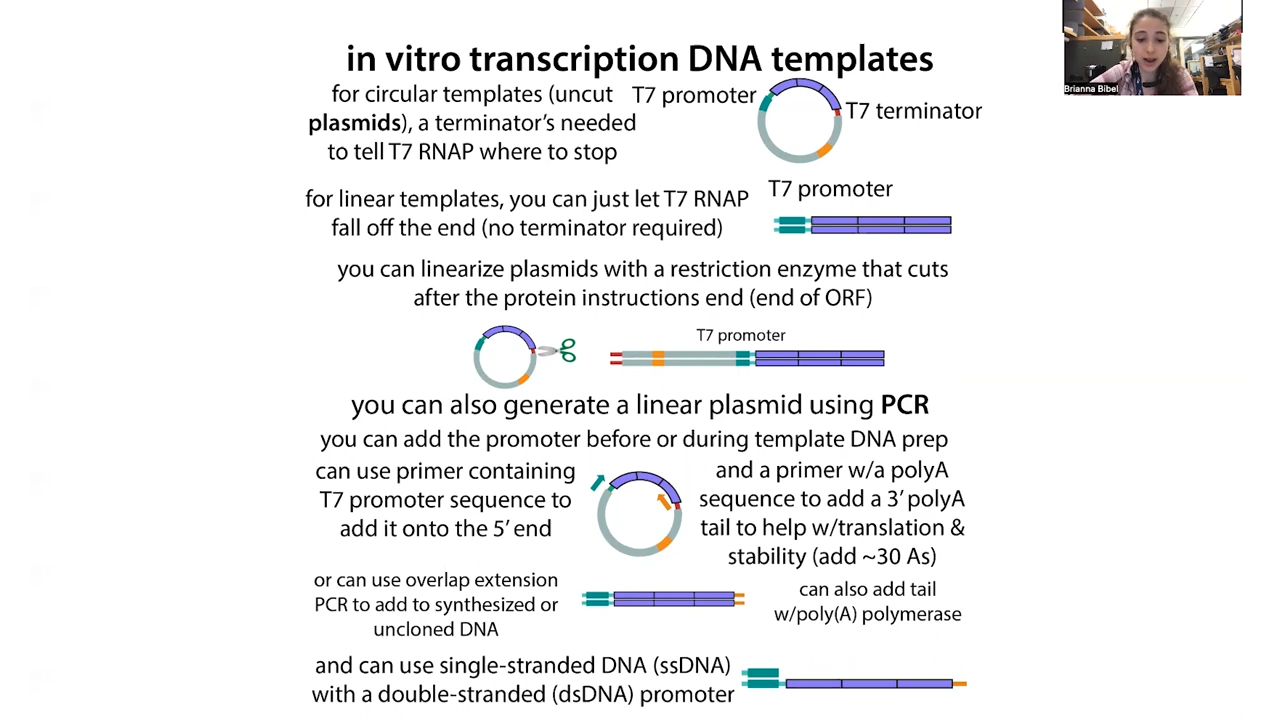 in vitro transcription DNA templates
for circular templates (uncut
plasmids), a terminator's needed
to tell T7 RNAP where to stop
T7 promoter
T7 terminator
for linear templates, you can just let T7 RNAP
fall off the end (no terminator required)
T7 promoter
you can linearize plasmids with a restriction enzyme that cuts
after the protein instructions end (end of ORF)
T7 promoter
you can also generate a linear plasmid using PCR
you can add the promoter before or during template DNA prep
can use primer containing
T7 promoter sequence to
add it onto the 5' end
and a primer w/a polyA
sequence to add a 3' polyA
tail to help w/translation &
stability (add ~30 As)
or can use overlap extension
PCR to add to synthesized or
uncloned DNA
can also add tail
w/poly(A) polymerase
and can use single-stranded DNA (ssDNA)
with a double-stranded (dsDNA) promoter
Brianna Bibel